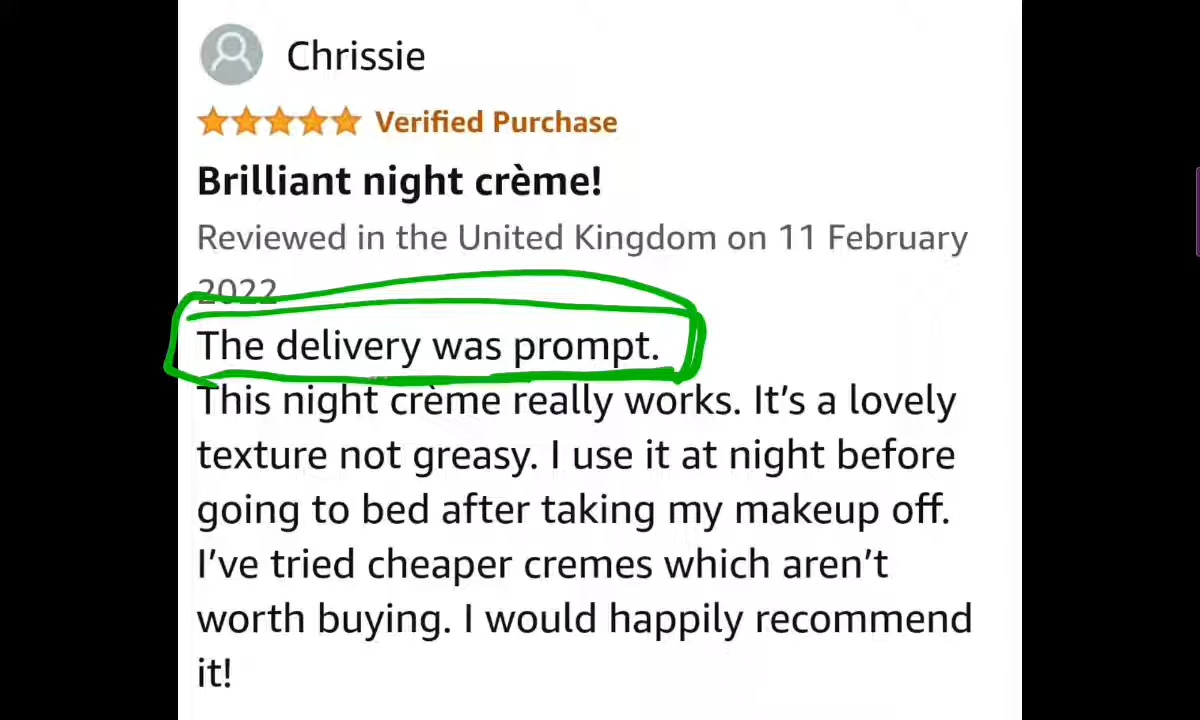 Chrissie
Verified Purchase
Brilliant night crème!
Reviewed in the United Kingdom on 11 February
2022
The delivery was prompt.
This night crème really works. It’s a lovely
texture not greasy. I use it at night before
going to bed after taking my makeup off.
I’ve tried cheaper cremes which aren’t
worth buying. I would happily recommend
it!